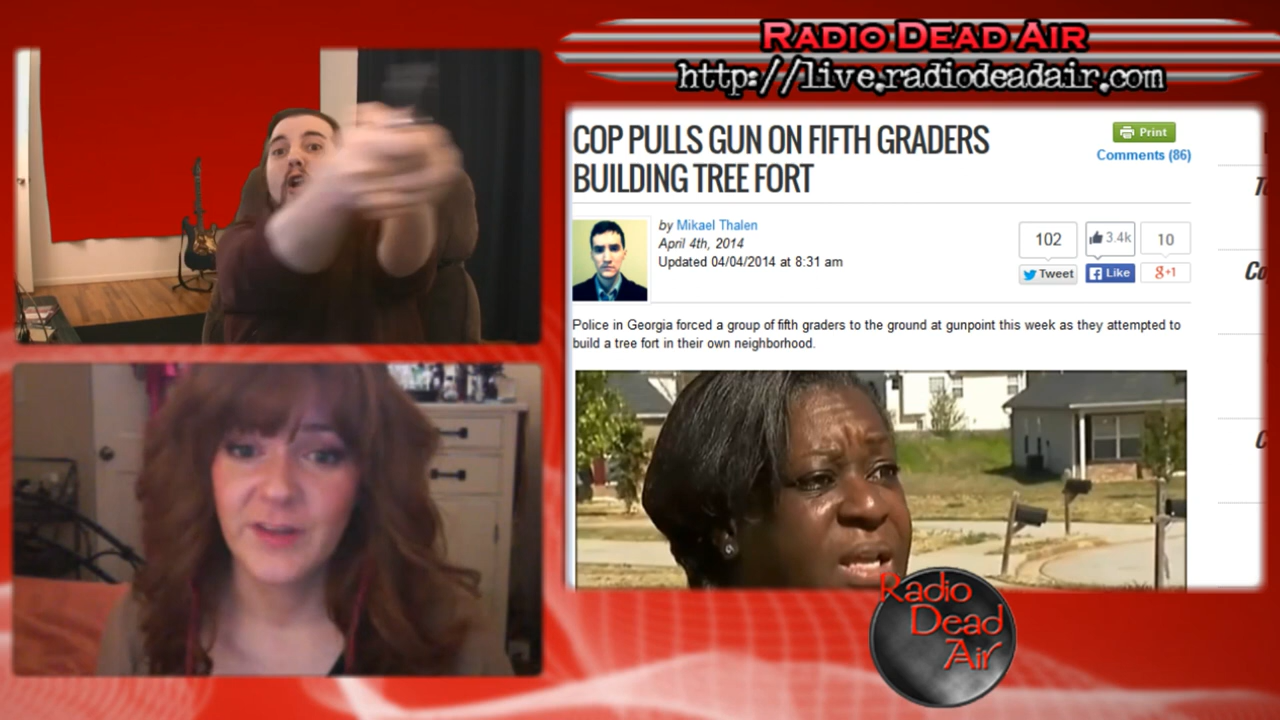 RADIO DEAD AIR
http://live.radiodeadair.com
COP PULLS GUN ON FIFTH GRADERS
BUILDING TREE FORT
Print
Comments (86)
by Mikael Thalen
April 4th, 2014
Updated 04/04/2014 at 8:31 am
102
3.4k
10
Tweet
Like
g+1
Police in Georgia forced a group of fifth graders to the ground at gunpoint this week as they attempted to
build a tree fort in their own neighborhood.
Radio
Dead
Air